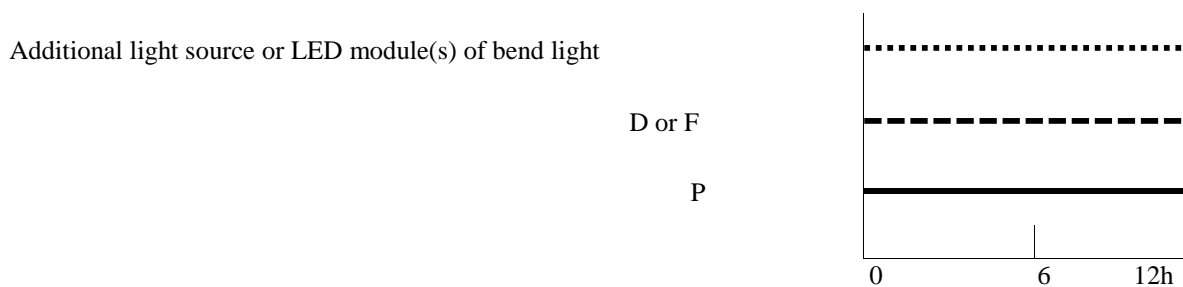 Additional light source or LED module(s) of bend light
D or F
P
0 6 12h